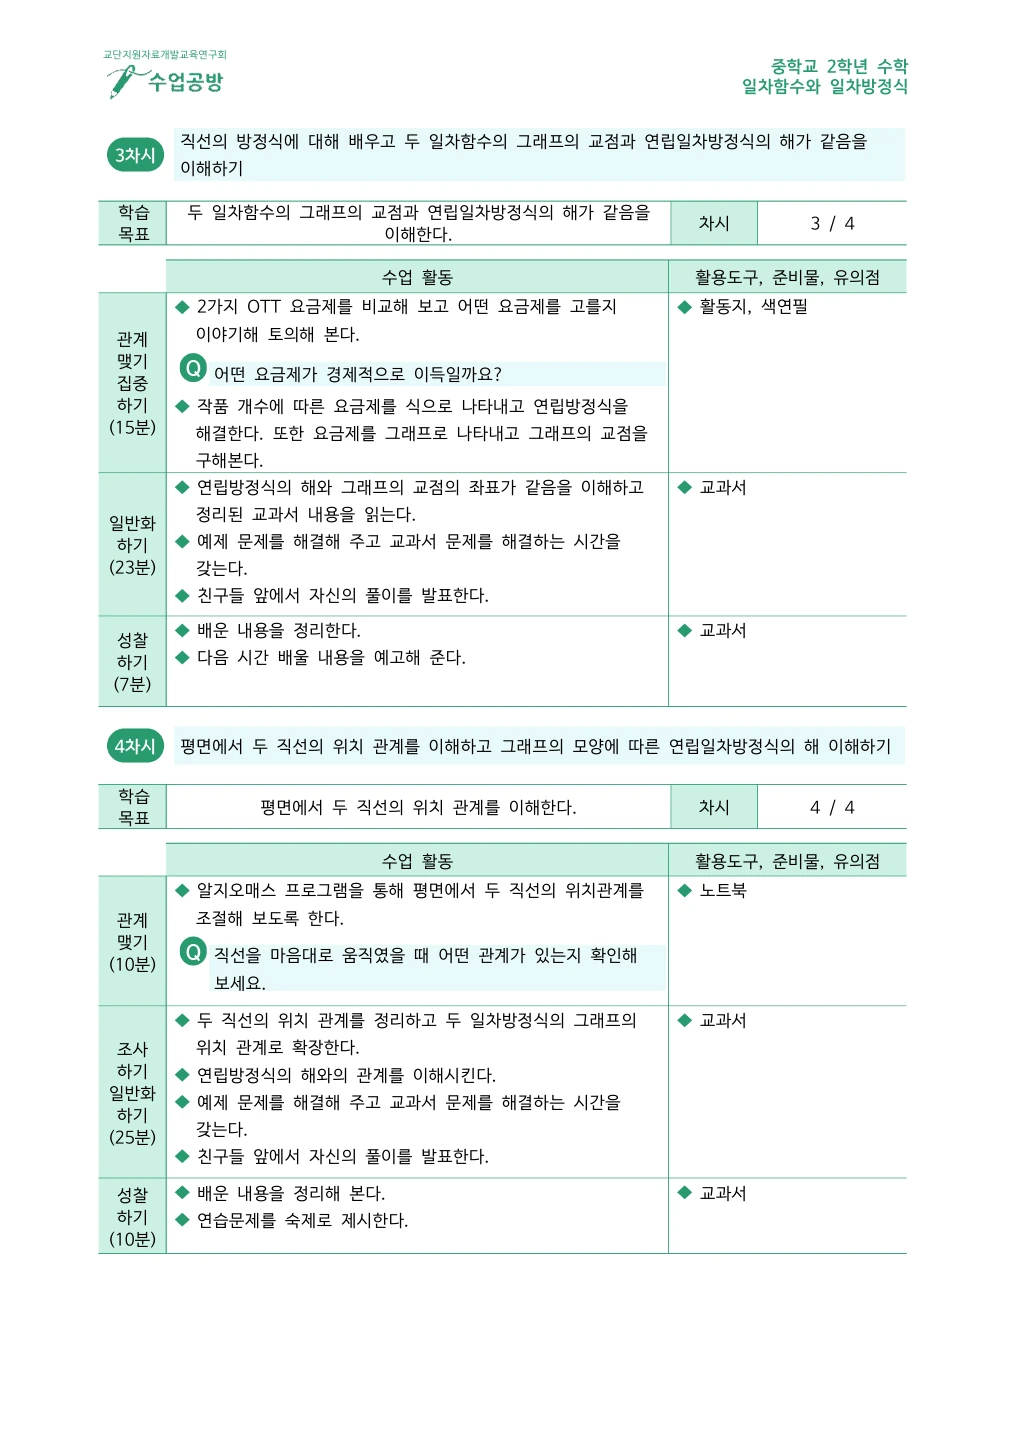 교단지원자료개발교육연구회
수업공방
중학교 2학년 수학
일차함수와 일차방정식
3차시
직선의 방정식에 대해 배우고 두 일차함수의 그래프의 교점과 연립일차방정식의 해가 같음을
이해하기
학습
목표
두 일차함수의 그래프의 교점과 연립일차방정식의 해가 같음을
이해한다.
차시
3 / 4
수업 활동
활용도구, 준비물, 유의점
관계
맺기
집중
하기
(15분)
◆ 2가지 OTT 요금제를 비교해 보고 어떤 요금제를 고를지
이야기해 토의해 본다.
Q 어떤 요금제가 경제적으로 이득일까요?
◆ 작품 개수에 따른 요금제를 식으로 나타내고 연립방정식을
해결한다. 또한 요금제를 그래프로 나타내고 그래프의 교점을
구해본다.
◆ 활동지, 색연필
일반화
하기
(23분)
◆ 연립방정식의 해와 그래프의 교점의 좌표가 같음을 이해하고
정리된 교과서 내용을 읽는다.
◆ 예제 문제를 해결해 주고 교과서 문제를 해결하는 시간을
갖는다.
◆ 친구들 앞에서 자신의 풀이를 발표한다.
◆ 교과서
성찰
하기
(7분)
◆ 배운 내용을 정리한다.
◆ 다음 시간 배울 내용을 예고해 준다.
◆ 교과서
4차시
평면에서 두 직선의 위치 관계를 이해하고 그래프의 모양에 따른 연립일차방정식의 해 이해하기
학습
목표
평면에서 두 직선의 위치 관계를 이해한다.
차시
4 / 4
수업 활동
활용도구, 준비물, 유의점
관계
맺기
(10분)
◆ 알지오매스 프로그램을 통해 평면에서 두 직선의 위치관계를
조절해 보도록 한다.
Q 직선을 마음대로 움직였을 때 어떤 관계가 있는지 확인해
보세요.
◆ 노트북
조사
하기
일반화
하기
(25분)
◆ 두 직선의 위치 관계를 정리하고 두 일차방정식의 그래프의
위치 관계로 확장한다.
◆ 연립방정식의 해와의 관계를 이해시킨다.
◆ 예제 문제를 해결해 주고 교과서 문제를 해결하는 시간을
갖는다.
◆ 친구들 앞에서 자신의 풀이를 발표한다.
◆ 교과서
성찰
하기
(10분)
◆ 배운 내용을 정리해 본다.
◆ 연습문제를 숙제로 제시한다.
◆ 교과서